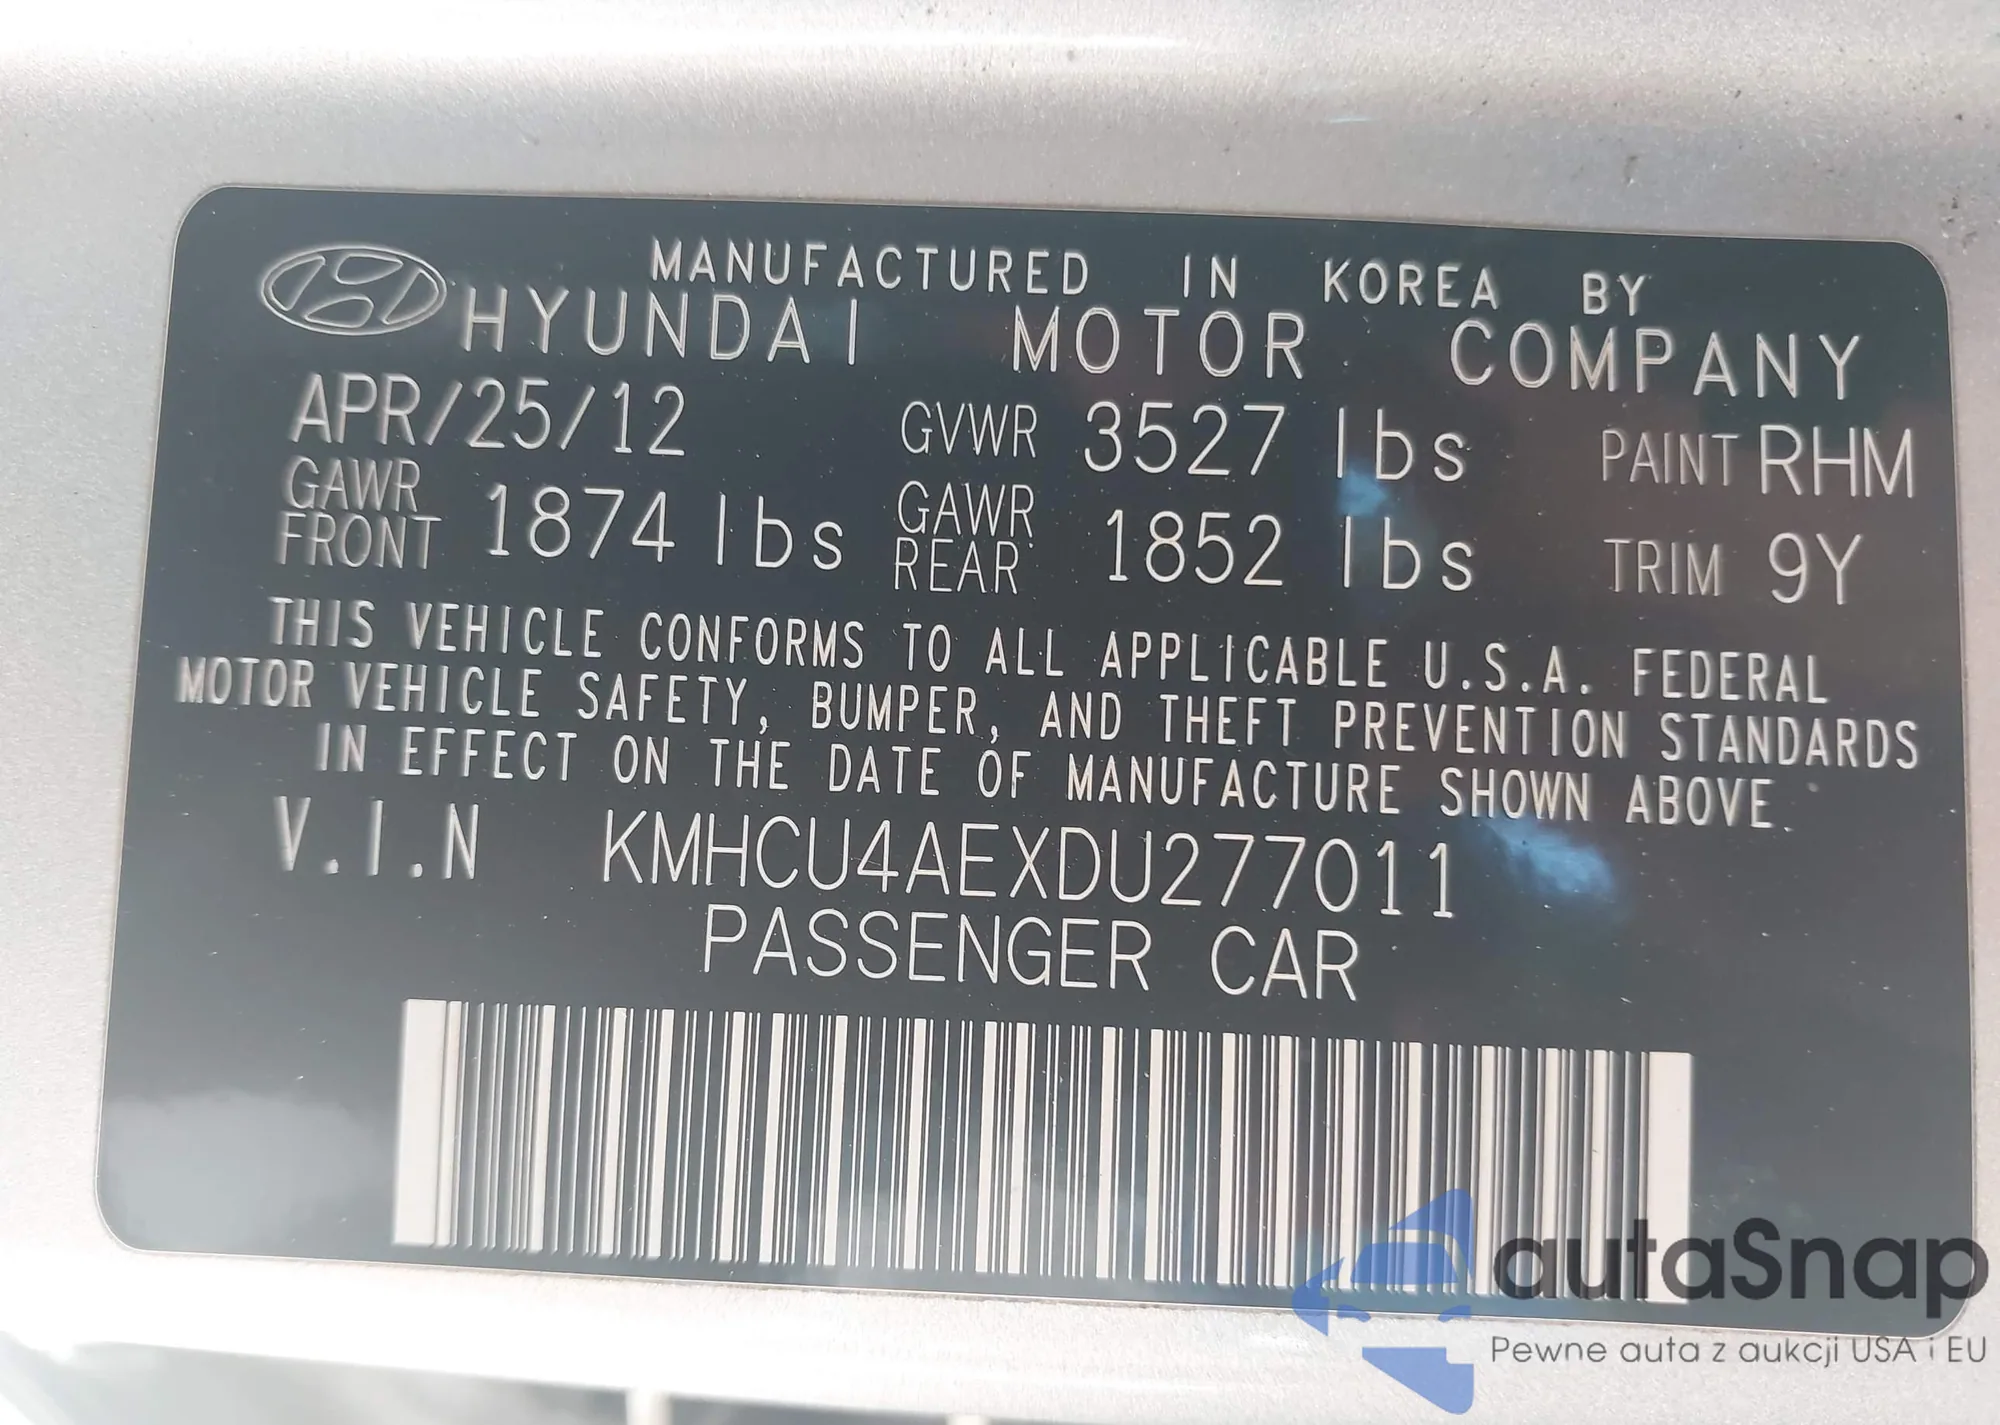 MANUFACTURED IN KOREA BY
HYUNDAI MOTOR COMPANY
APR/25/12 GVWR 3527 lbs PAINT RHM
GAWR FRONT 1874 lbs GAWR REAR 1852 lbs TRIM 9Y
THIS VEHICLE CONFORMS TO ALL APPLICABLE U.S.A. FEDERAL
MOTOR VEHICLE SAFETY, BUMPER, AND THEFT PREVENTION STANDARDS
IN EFFECT ON THE DATE OF MANUFACTURE SHOWN ABOVE.
V.I.N KMHCU4AEXDU277011
PASSENGER CAR
autaSnap
Pewne auta z aukcji USA i EU